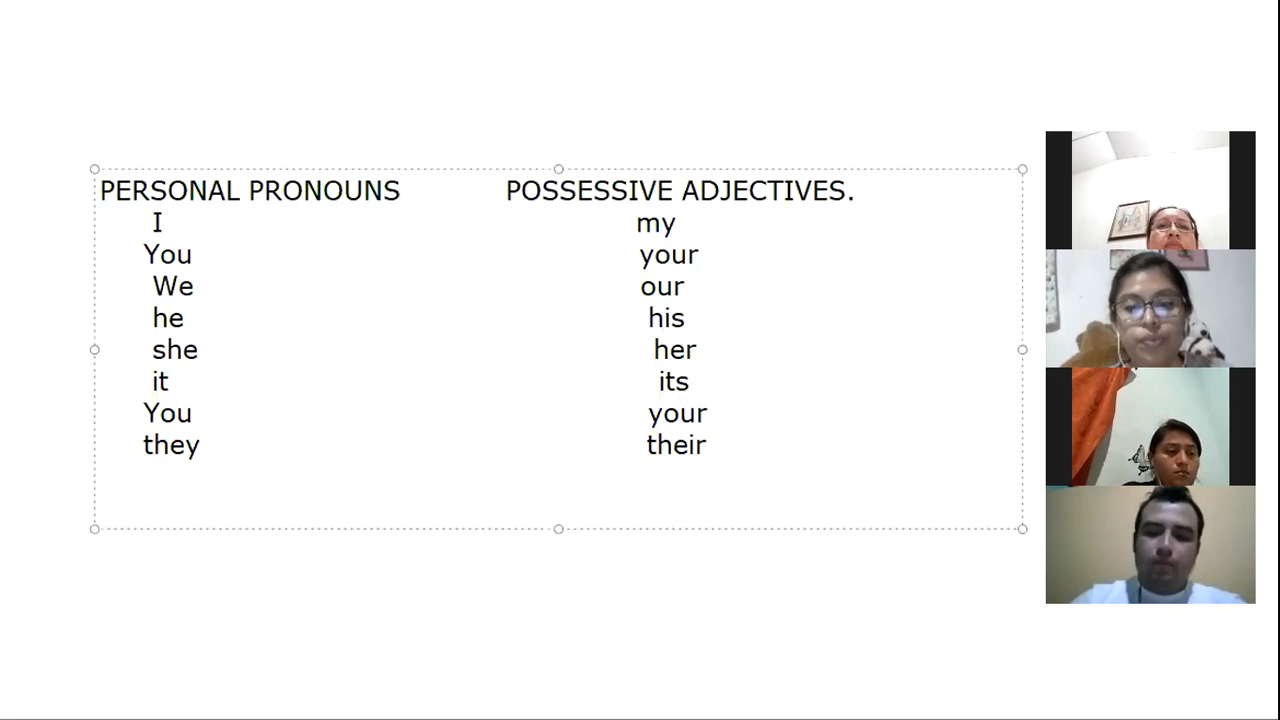 PERSONAL PRONOUNS POSSESSIVE ADJECTIVES.
I my
You your
We our
he his
she her
it its
You your
they their